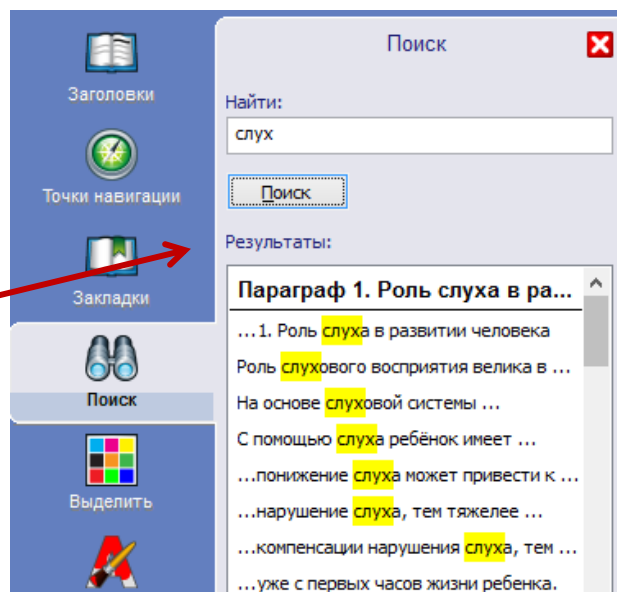 Заголовки
Точки навигации
Закладки
Поиск
Выделить
Поиск
Найти:
слух
Поиск
Результаты:
Параграф 1. Роль слуха в ра...
...1. Роль слуха в развитии человека
Роль слухового восприятия велика в ...
На основе слуховой системы ...
С помощью слуха ребёнок имеет ...
...понижение слуха может привести к ...
...нарушение слуха, тем тяжелее ...
...компенсации нарушения слуха, тем ...
...уже с первых часов жизни ребенка.